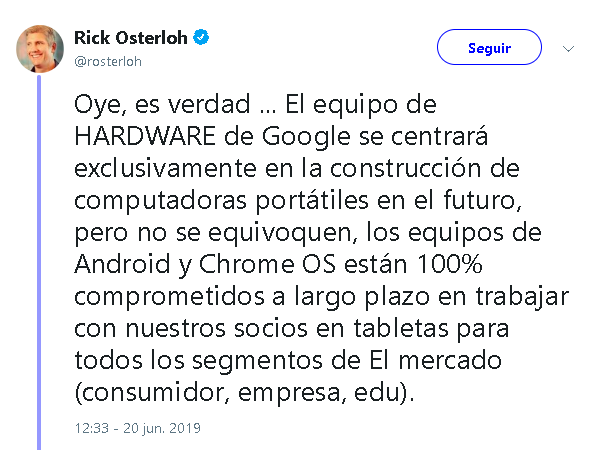 Rick Osterloh
@rosterloh
Seguir
Oye, es verdad ... El equipo de
HARDWARE de Google se centrará
exclusivamente en la construcción de
computadoras portátiles en el futuro,
pero no se equivoquen, los equipos de
Android y Chrome OS están 100%
comprometidos a largo plazo en trabajar
con nuestros socios en tabletas para
todos los segmentos de El mercado
(consumidor, empresa, edu).
12:33 - 20 jun. 2019